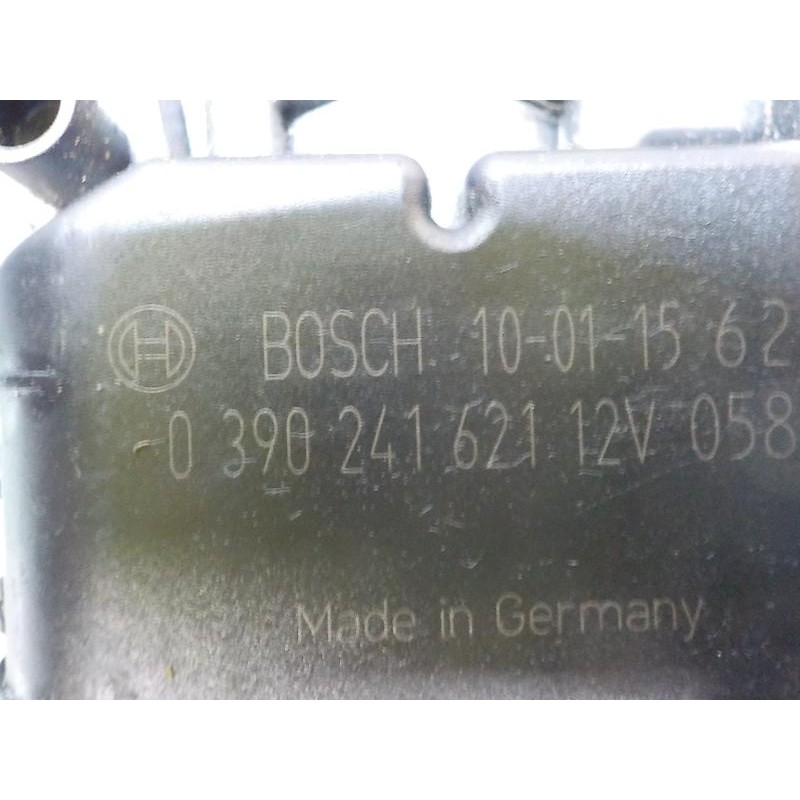 BOSCH 10-01-15 62
0 390 241 621 12V 058
Made in Germany